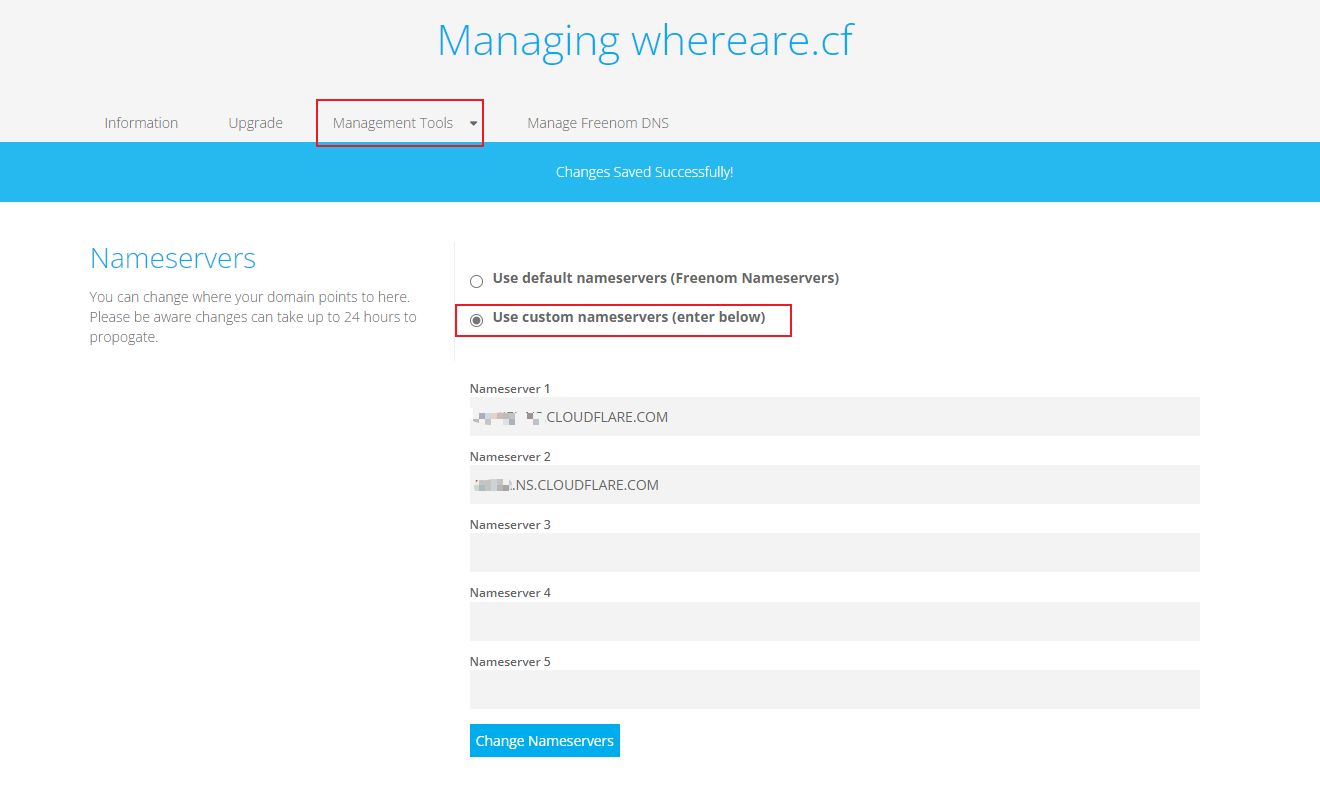 Managing whereare.cf
Information
Upgrade
Management Tools
Manage Freenom DNS
Changes Saved Successfully!
Nameservers
You can change where your domain points to here.
Please be aware changes can take up to 24 hours to
propogate.
Use default nameservers (Freenom Nameservers)
Use custom nameservers (enter below)
Nameserver 1
.CLOUDFLARE.COM
Nameserver 2
.NS.CLOUDFLARE.COM
Nameserver 3
Nameserver 4
Nameserver 5
Change Nameservers